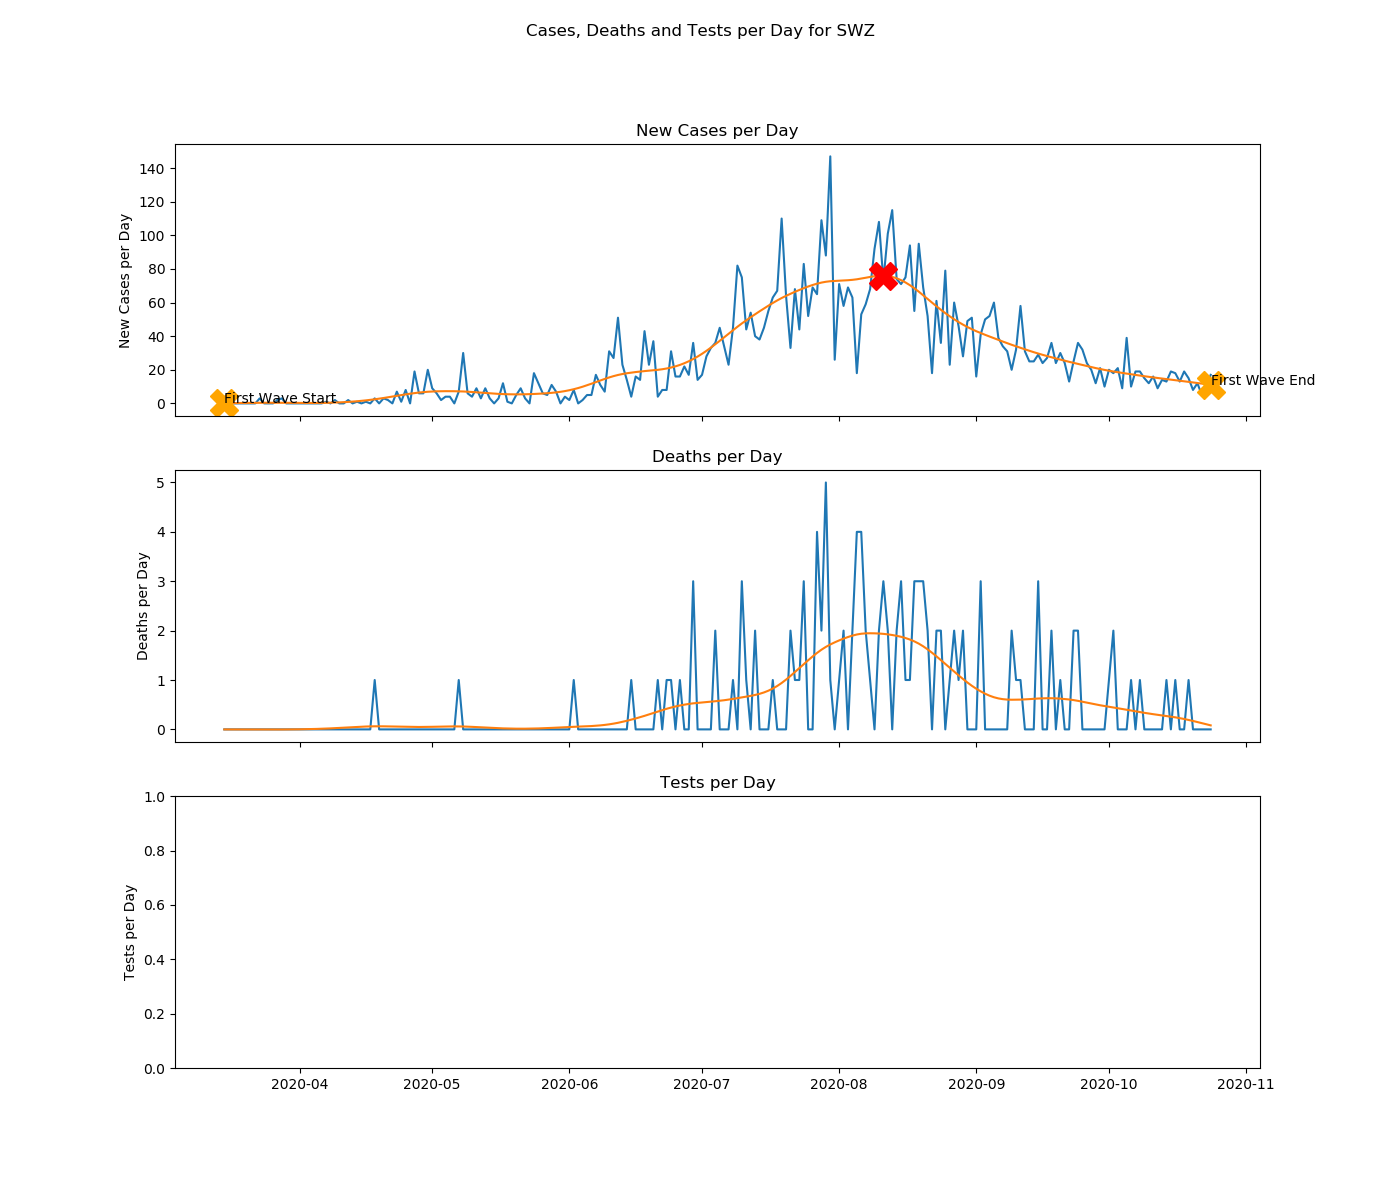 Cases, Deaths and Tests per Day for SWZ
New Cases per Day
New Cases per Day
140
120
100
80
60
40
20
0
First Wave Start
First Wave End
Deaths per Day
Deaths per Day
5
4
3
2
1
0
Tests per Day
Tests per Day
1.0
0.8
0.6
0.4
0.2
0.0
2020-04 2020-05 2020-06 2020-07 2020-08 2020-09 2020-10 2020-11